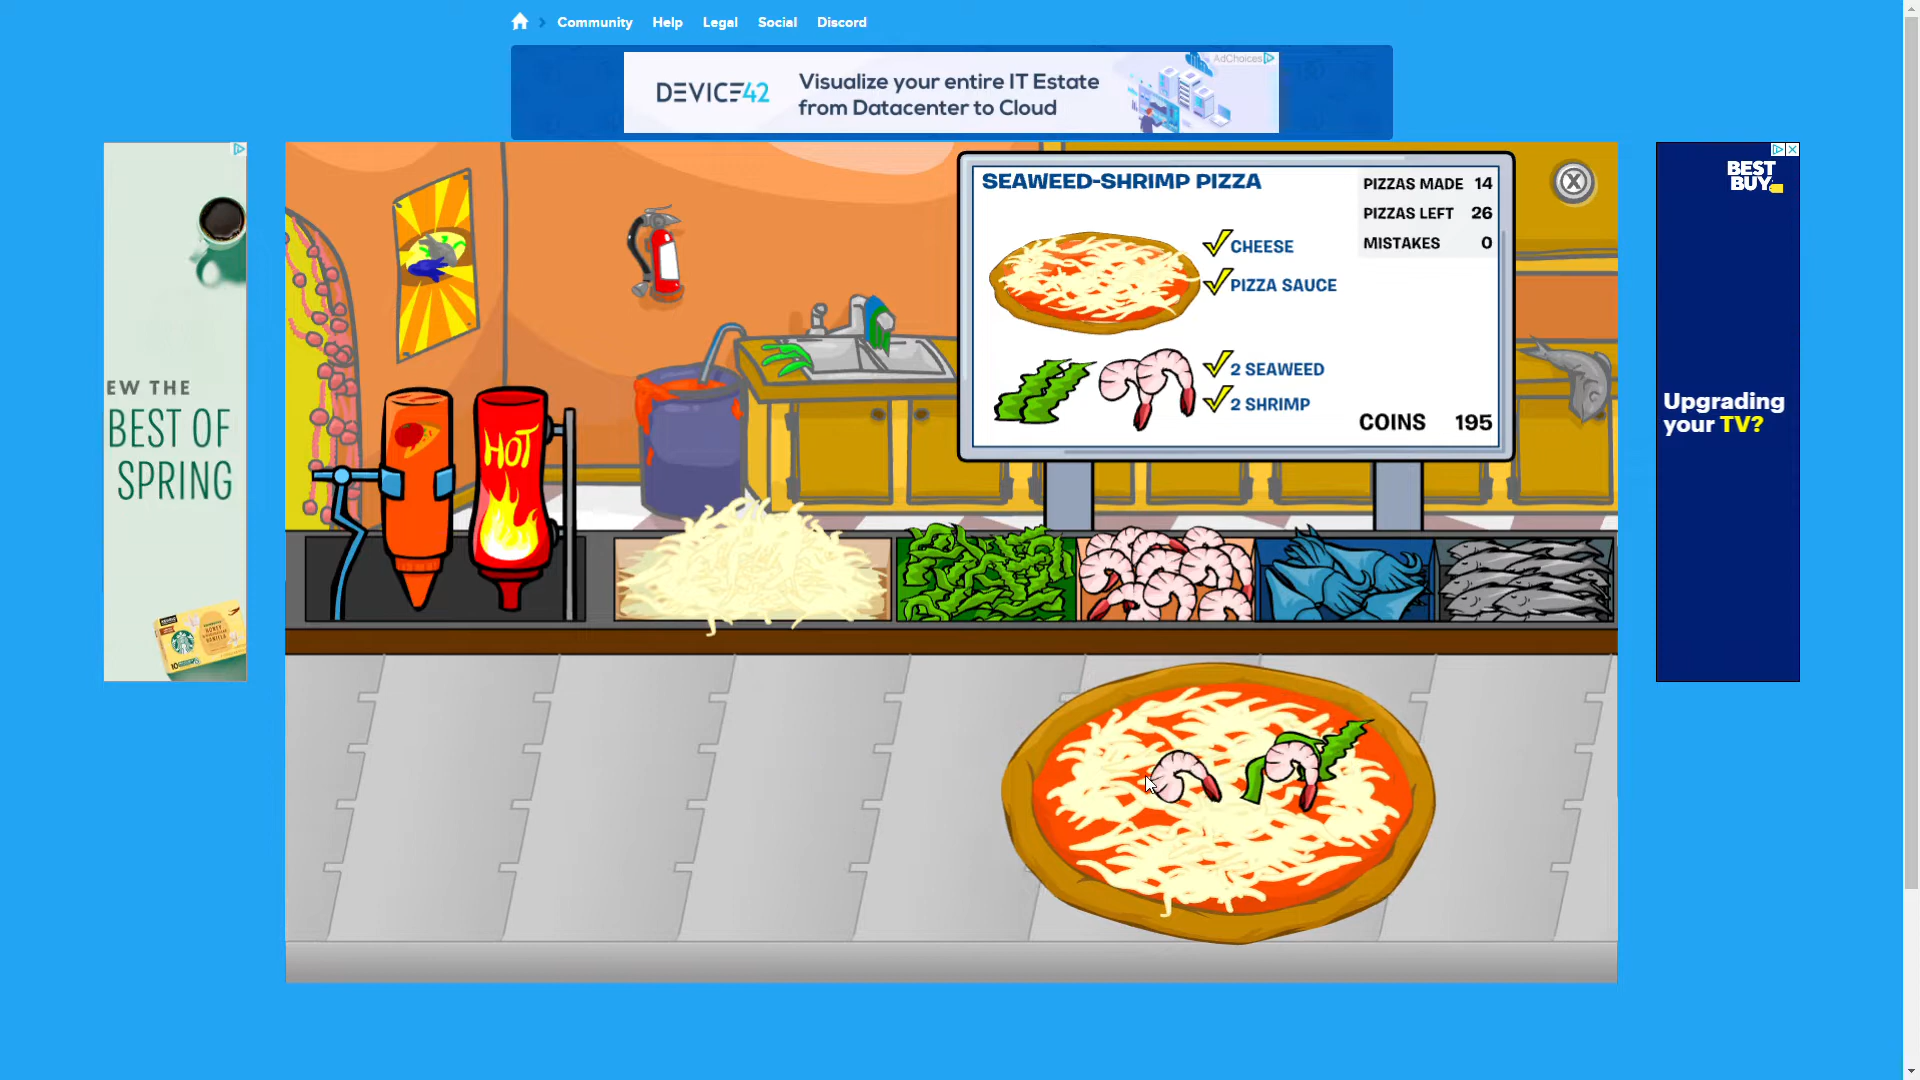 Community Help Legal Social Discord
DEVICE42
Visualize your entire IT Estate
from Datacenter to Cloud
AdChoices
EW THE
BEST OF
SPRING
SEAWEED-SHRIMP PIZZA
CHEESE
PIZZA SAUCE
2 SEAWEED
2 SHRIMP
PIZZAS MADE 14
PIZZAS LEFT 26
MISTAKES 0
COINS 195
HOT
BEST
BUY
Upgrading
your TV?